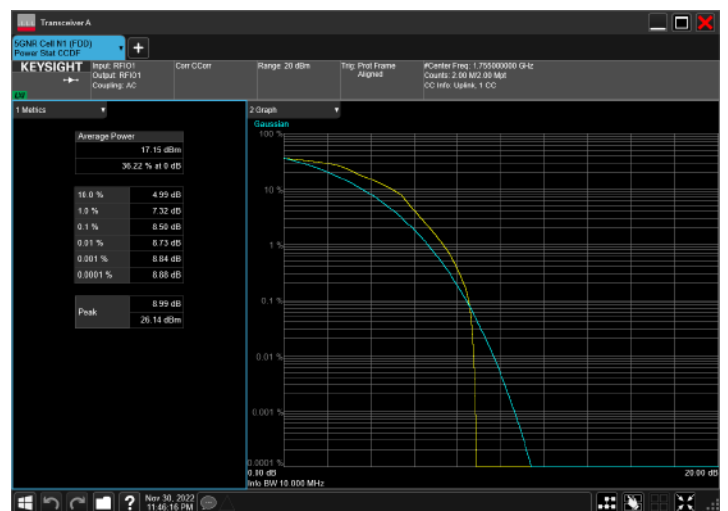 Transceiver A
5GNR Cell N1 (FDD)
Power Stat CCDF
KEYSIGHT
Input: RFIO1
Output: RFIO1
Coupling: AC
Corr CCorr
Range: 20 dBm
Trig: Prot Frame
Aligned
#Center Freq: 1.755000000 GHz
Counts: 2.00 M/2.00 Mpt
CC Info: Uplink, 1 CC
1 Metrics
Average Power
17.15 dBm
36.22 % at 0 dB
10.0 % 4.99 dB
1.0 % 7.32 dB
0.1 % 8.50 dB
0.01 % 8.73 dB
0.001 % 8.84 dB
0.0001 % 8.88 dB
Peak
8.99 dB
26.14 dBm
2 Graph
Gaussian
100 %
10 %
1 %
0.1 %
0.01 %
0.001 %
0.0001 %
0.00 dB
20.00 dB
Info BW 10.000 MHz
?
Nov 30, 2022
11:46:16 PM